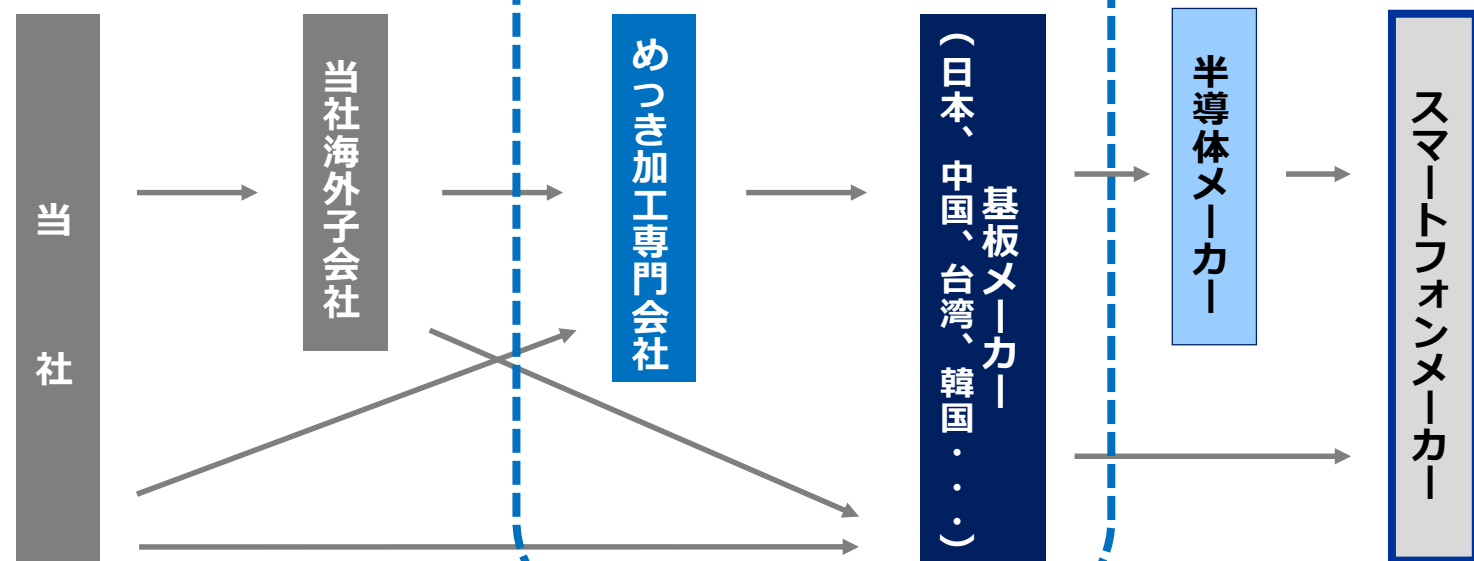 当社
当社海外子会社
めっき加工専門会社
基板メーカー
（日本、中国、台湾、韓国・・・・）
半導体メーカー
スマートフォンメーカー